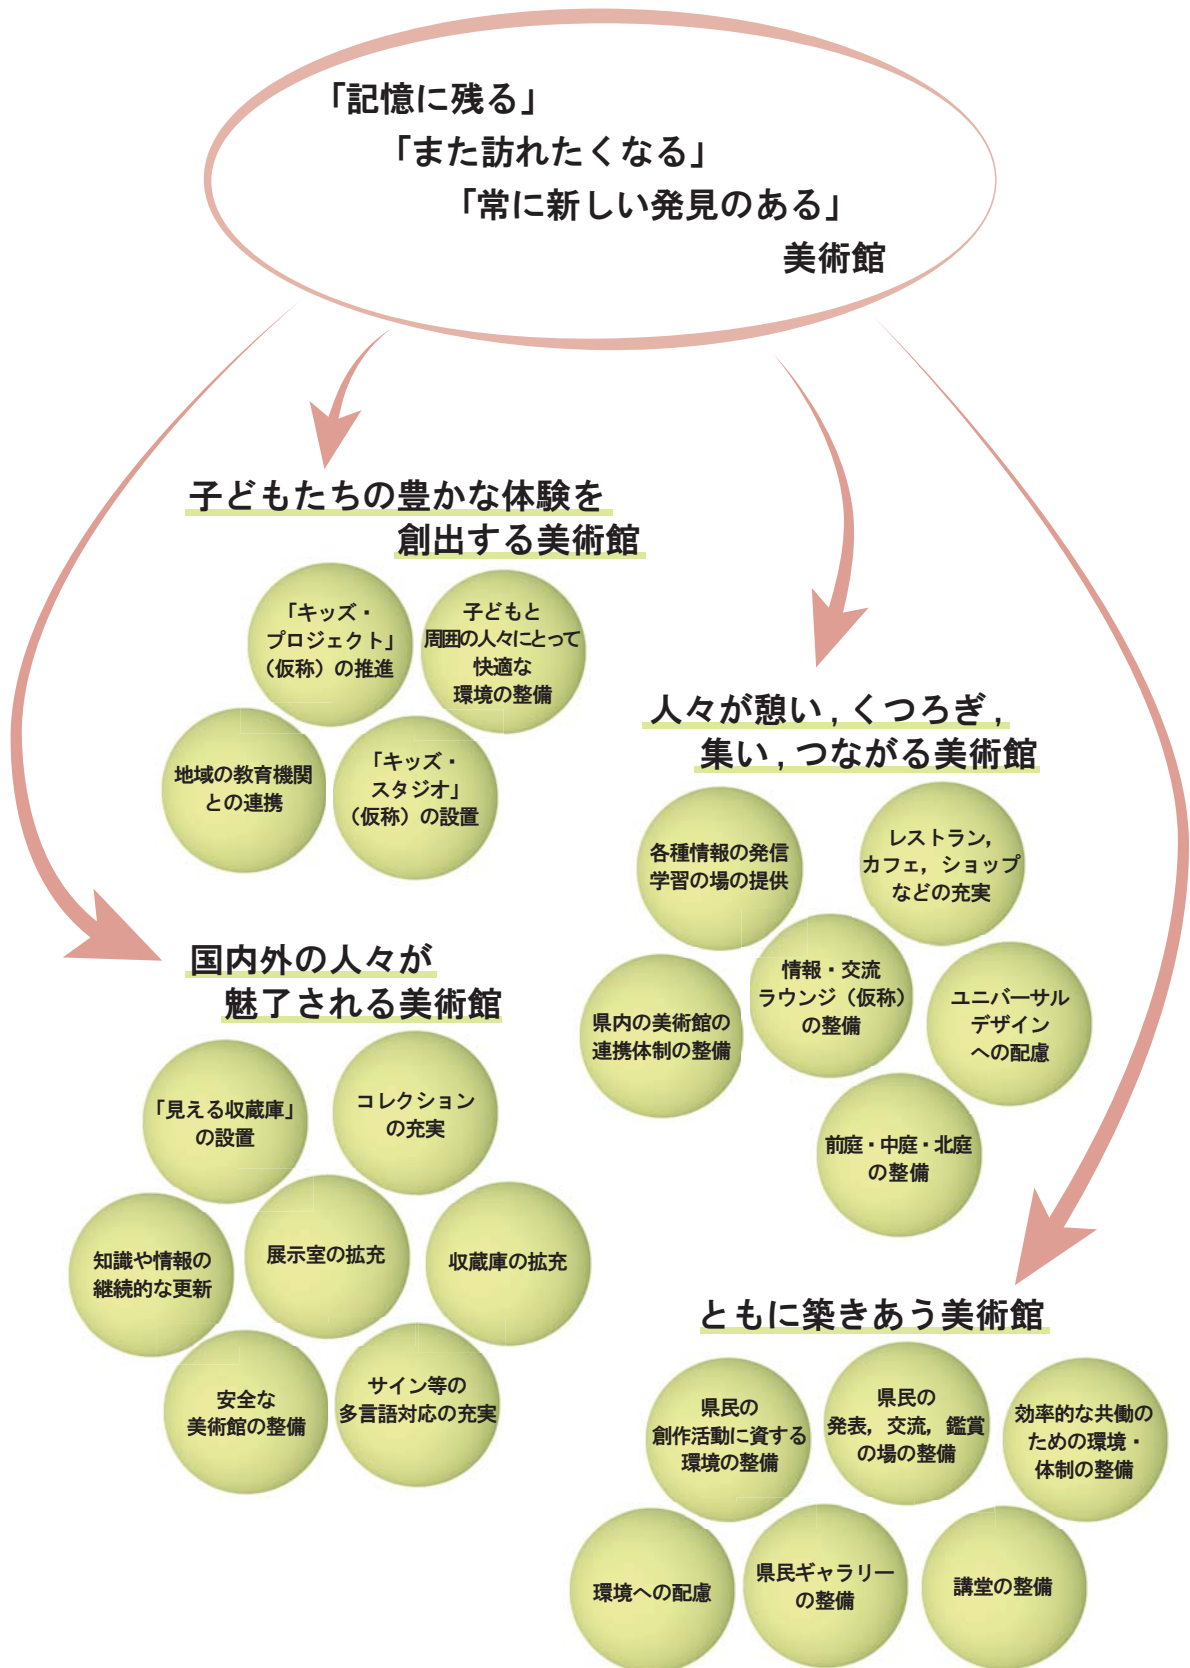 「記憶に残る」
「また訪れたくなる」
「常に新しい発見のある」
美術館
子どもたちの豊かな体験を
創出する美術館
「キッズ・
プロジェクト」
（仮称）の推進
子どもと
周囲の人々にとって
快適な
環境の整備
地域の教育機関
との連携
「キッズ・
スタジオ」
（仮称）の設置
人々が憩い，くつろぎ，
集い，つながる美術館
各種情報の発信
学習の場の提供
レストラン，
カフェ，ショップ
などの充実
情報・交流
ラウンジ（仮称）
の整備
県内の美術館の
連携体制の整備
ユニバーサル
デザイン
への配慮
前庭・中庭・北庭
の整備
国内外の人々が
魅了される美術館
「見える収蔵庫」
の設置
コレクション
の充実
知識や情報の
継続的な更新
展示室の拡充
収蔵庫の拡充
安全な
美術館の整備
サイン等の
多言語対応の充実
ともに築きあう美術館
県民の
創作活動に資する
環境の整備
県民の
発表，交流，鑑賞
の場の整備
効率的な共働の
ための環境・
体制の整備
環境への配慮
県民ギャラリー
の整備
講堂の整備